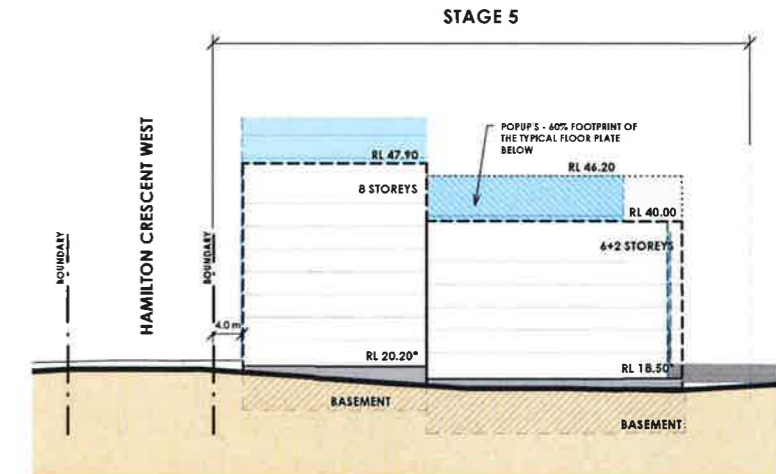 STAGE 5
HAMILTON CRESCENT WEST
BOUNDARY
BOUNDARY
4.0 m
POPUP'S - 60% FOOTPRINT OF
THE TYPICAL FLOOR PLATE
BELOW
RL 47.90
8 STOREYS
RL 46.20
RL 40.00
6+2 STOREYS
RL 20.20*
RL 18.50*
BASEMENT
BASEMENT